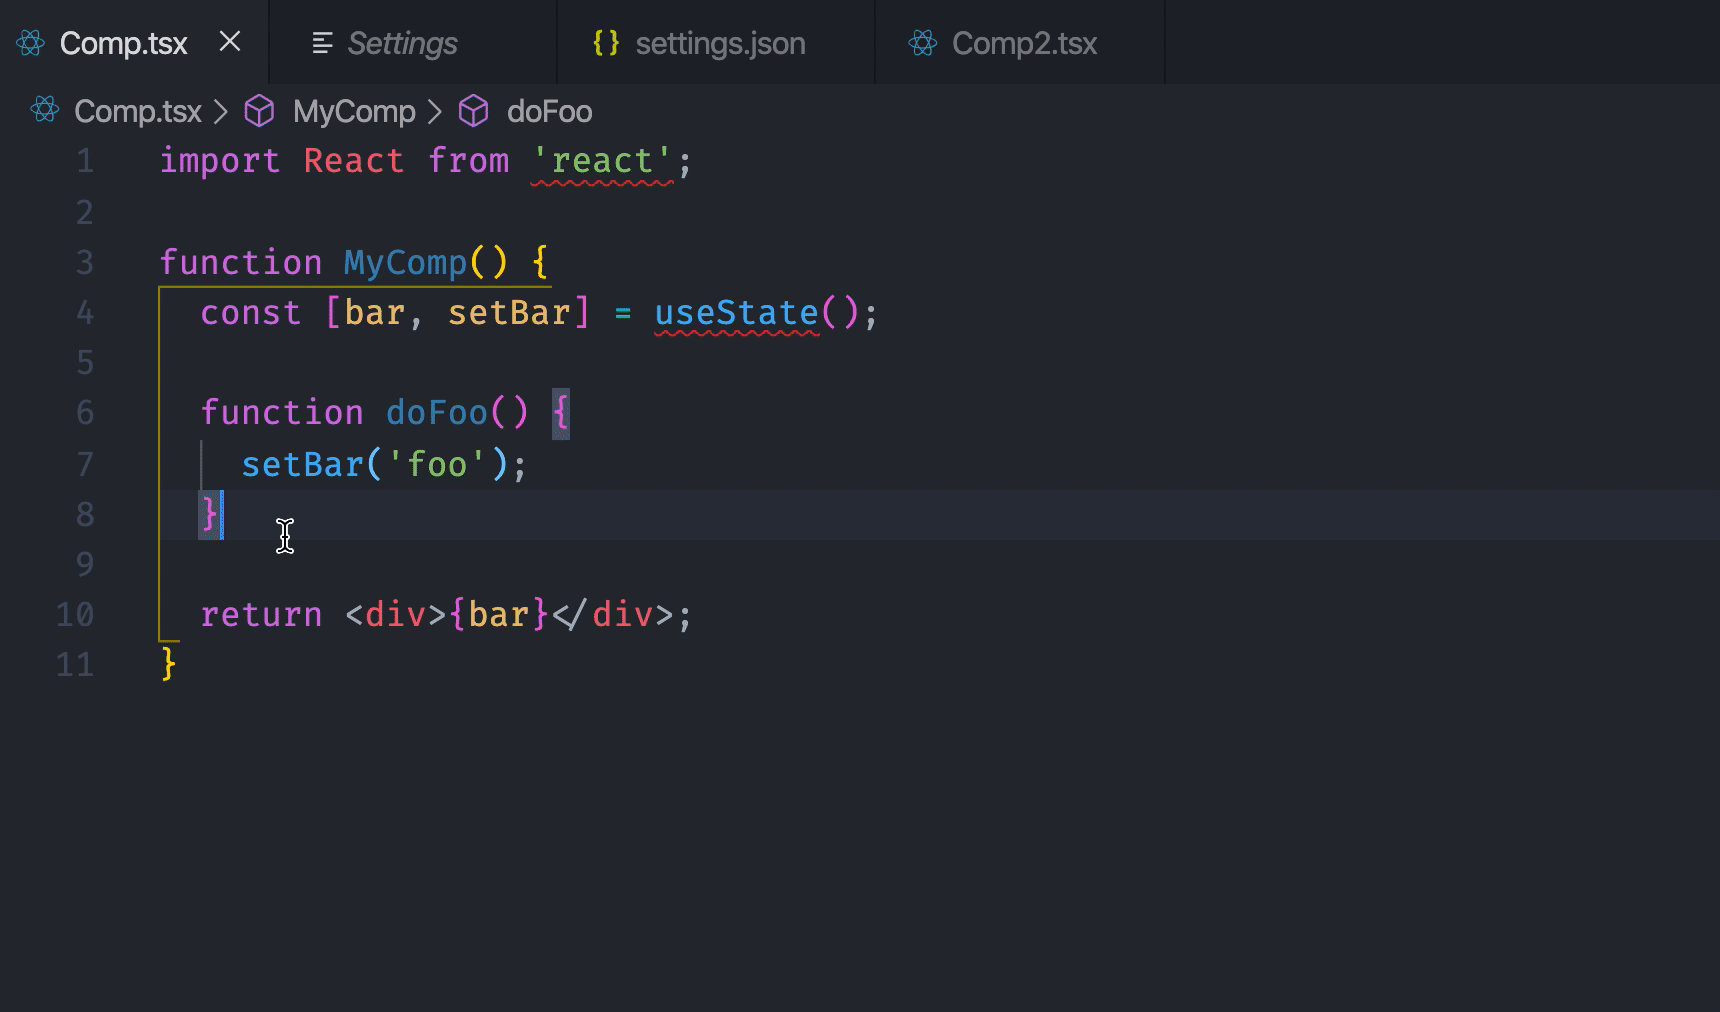 Comp.tsx Settings {} settings.json Comp2.tsx
Comp.tsx > MyComp > doFoo
1 import React from 'react';
2
3 function MyComp() {
4   const [bar, setBar] = useState();
5
6   function doFoo() {
7     setBar('foo');
8   }
9
10   return <div>{bar}</div>;
11 }